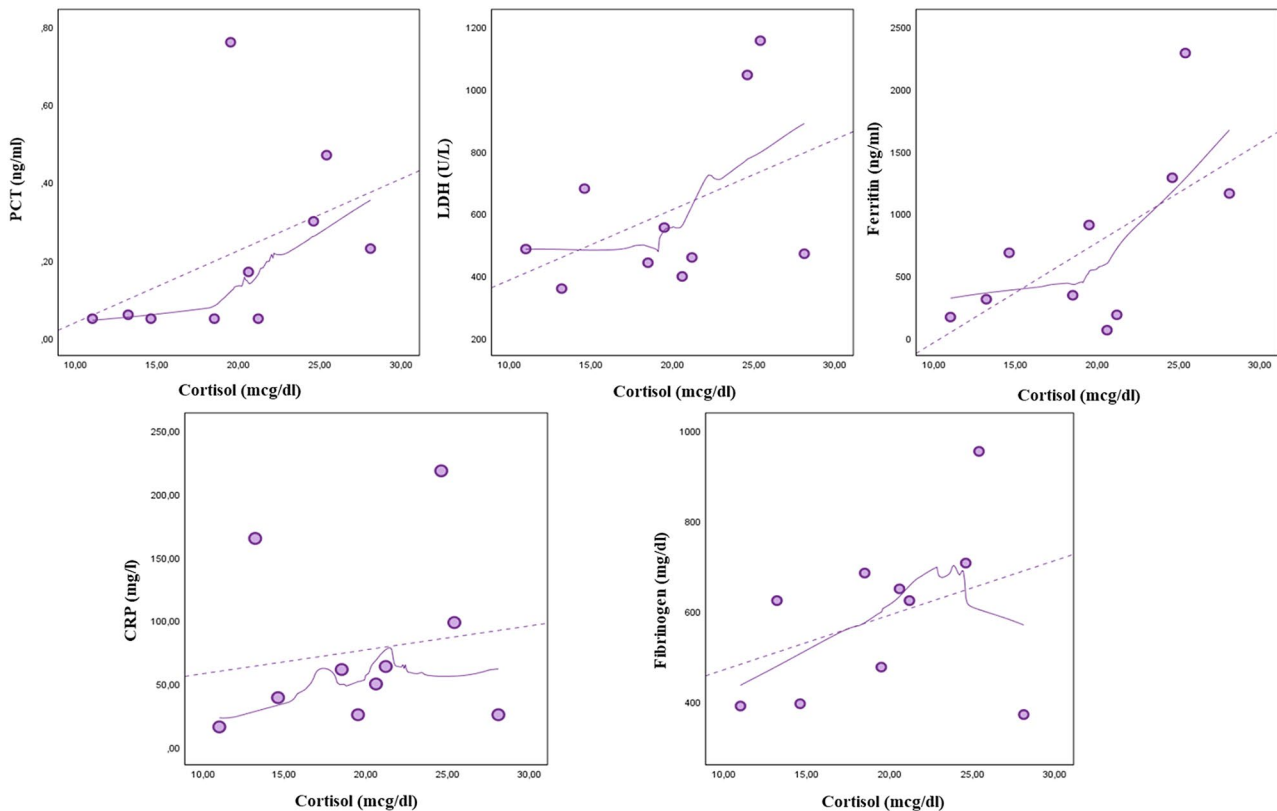 PCT (ng/ml)
,80
,60
,40
,20
,00
10,00 15,00 20,00 25,00 30,00
Cortisol (mcg/dl)
LDH (U/L)
1200
1000
800
600
400
200
10,00 15,00 20,00 25,00 30,00
Cortisol (mcg/dl)
Ferritin (ng/ml)
2500
2000
1500
1000
500
0
10,00 15,00 20,00 25,00 30,00
Cortisol (mcg/dl)
CRP (mg/l)
250,00
200,00
150,00
100,00
50,00
,00
10,00 15,00 20,00 25,00 30,00
Cortisol (mcg/dl)
Fibrinogen (mg/dl)
1000
800
600
400
10,00 15,00 20,00 25,00 30,00
Cortisol (mcg/dl)